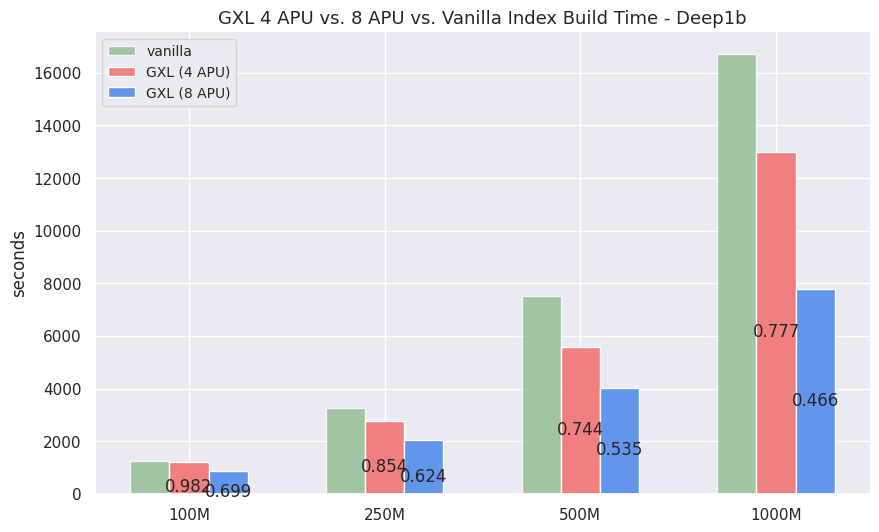 GXL 4 APU vs. 8 APU vs. Vanilla Index Build Time - Deep1b
vanilla
GXL (4 APU)
GXL (8 APU)
seconds
16000
14000
12000
10000
8000
6000
4000
2000
0
0.982
0.699
0.854
0.624
0.744
0.535
0.777
0.466
100M
250M
500M
1000M